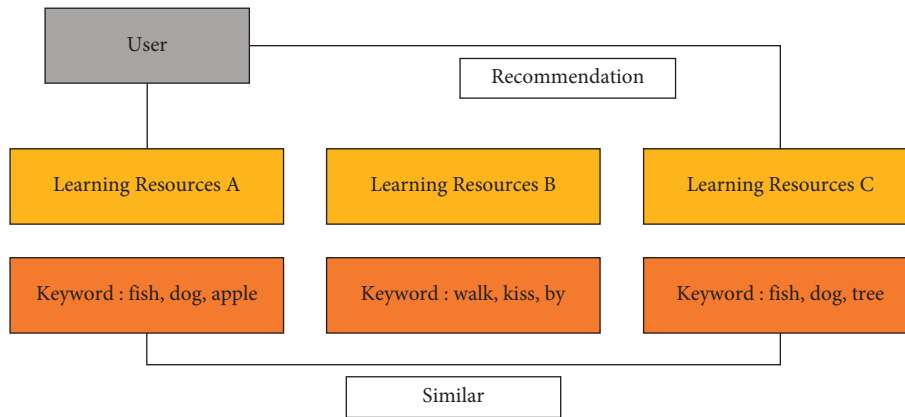 User
Recommendation
Learning Resources A
Learning Resources B
Learning Resources C
Keyword : fish, dog, apple
Keyword : walk, kiss, by
Keyword : fish, dog, tree
Similar